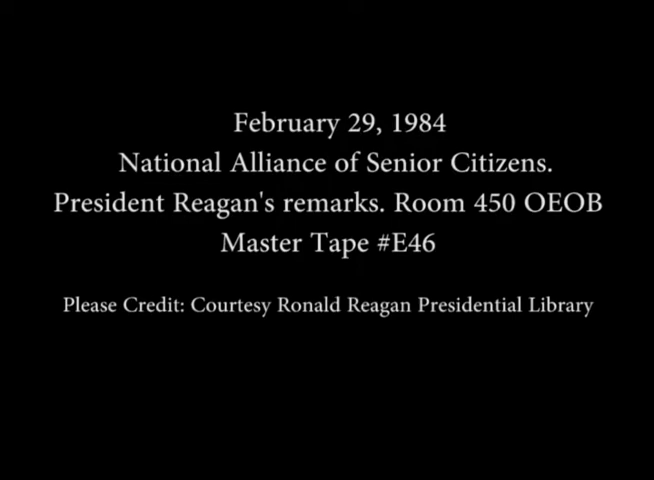 February 29, 1984
National Alliance of Senior Citizens.
President Reagan's remarks. Room 450 OEOB
Master Tape #E46
Please Credit: Courtesy Ronald Reagan Presidential Library